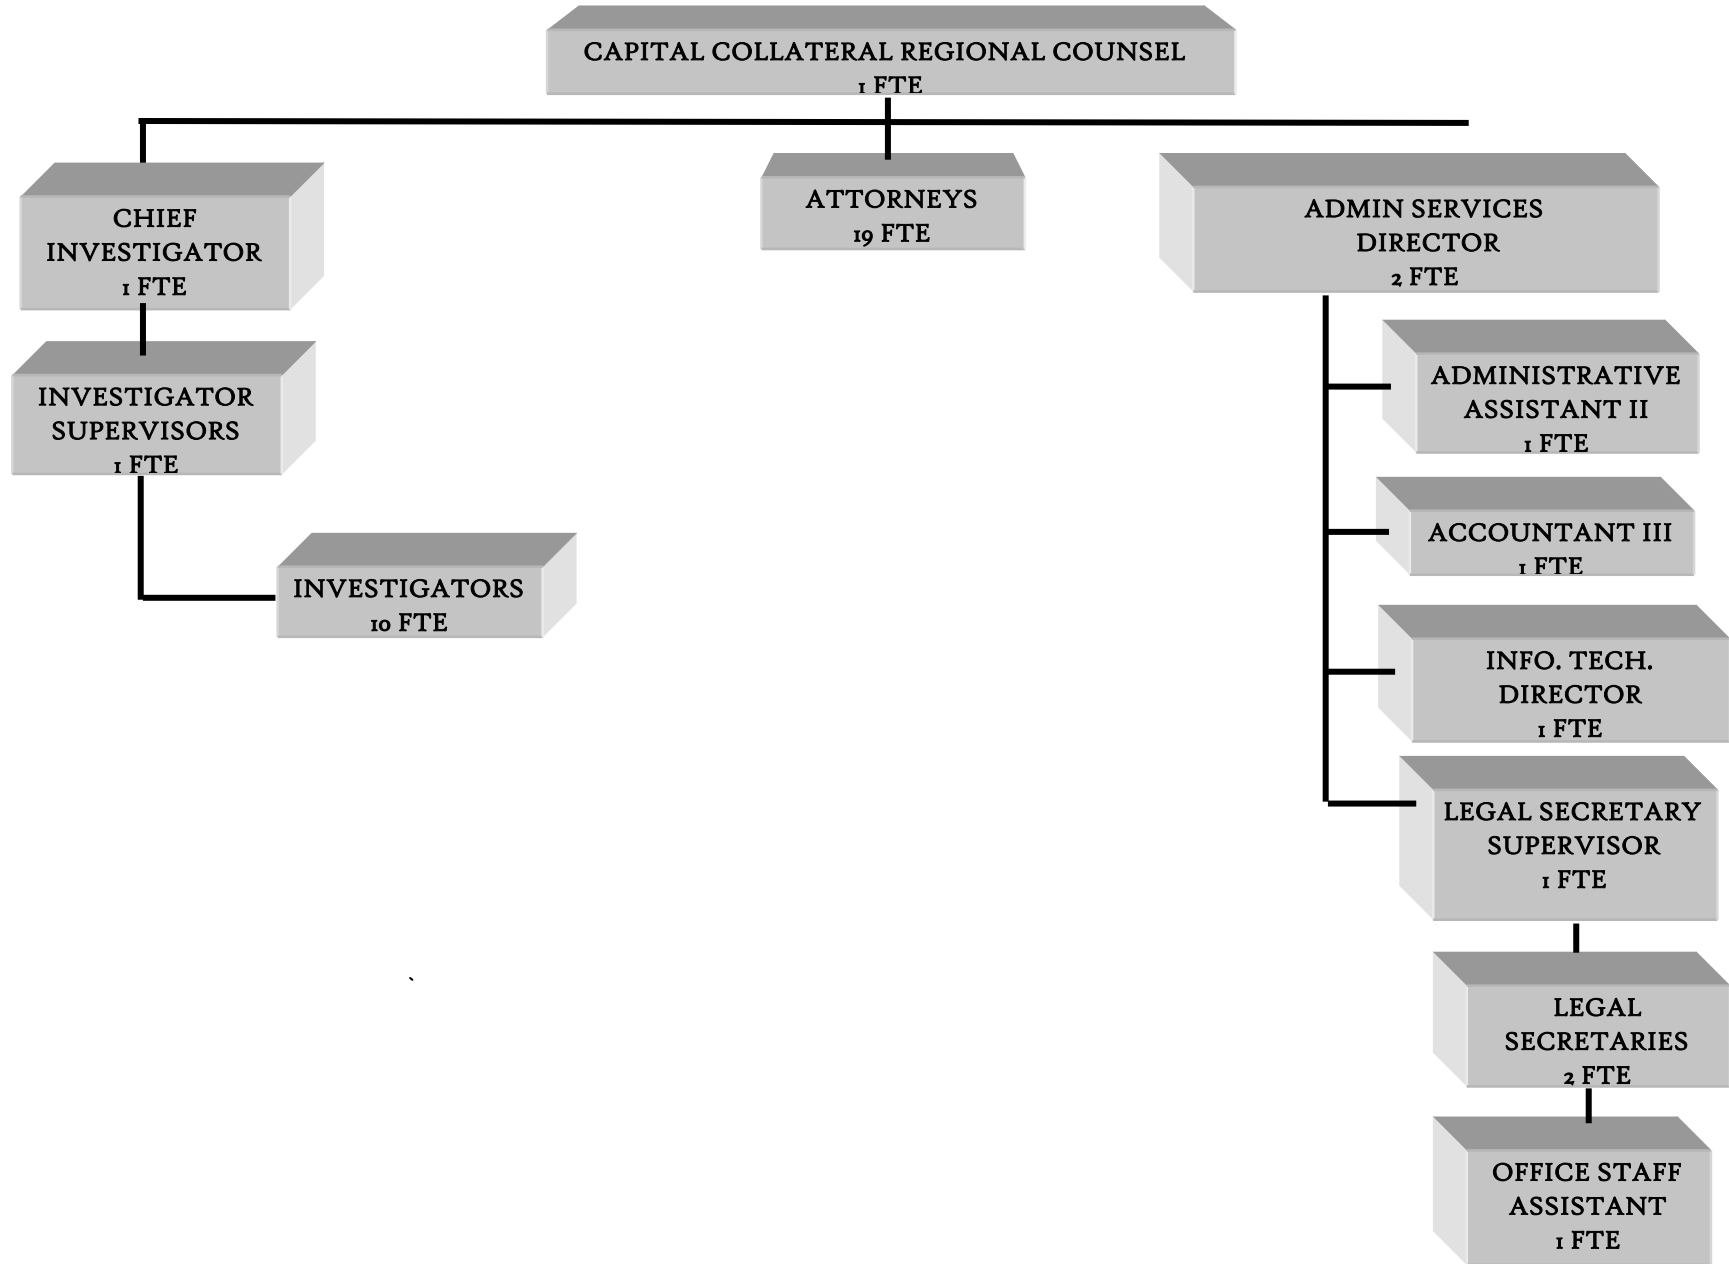 CAPITAL COLLATERAL REGIONAL COUNSEL
1 FTE
CHIEF
INVESTIGATOR
1 FTE
INVESTIGATOR
SUPERVISORS
1 FTE
INVESTIGATORS
10 FTE
ATTORNEYS
19 FTE
ADMIN SERVICES
DIRECTOR
2 FTE
ADMINISTRATIVE
ASSISTANT II
1 FTE
ACCOUNTANT III
1 FTE
INFO. TECH.
DIRECTOR
1 FTE
LEGAL SECRETARY
SUPERVISOR
1 FTE
LEGAL
SECRETARIES
2 FTE
OFFICE STAFF
ASSISTANT
1 FTE
`